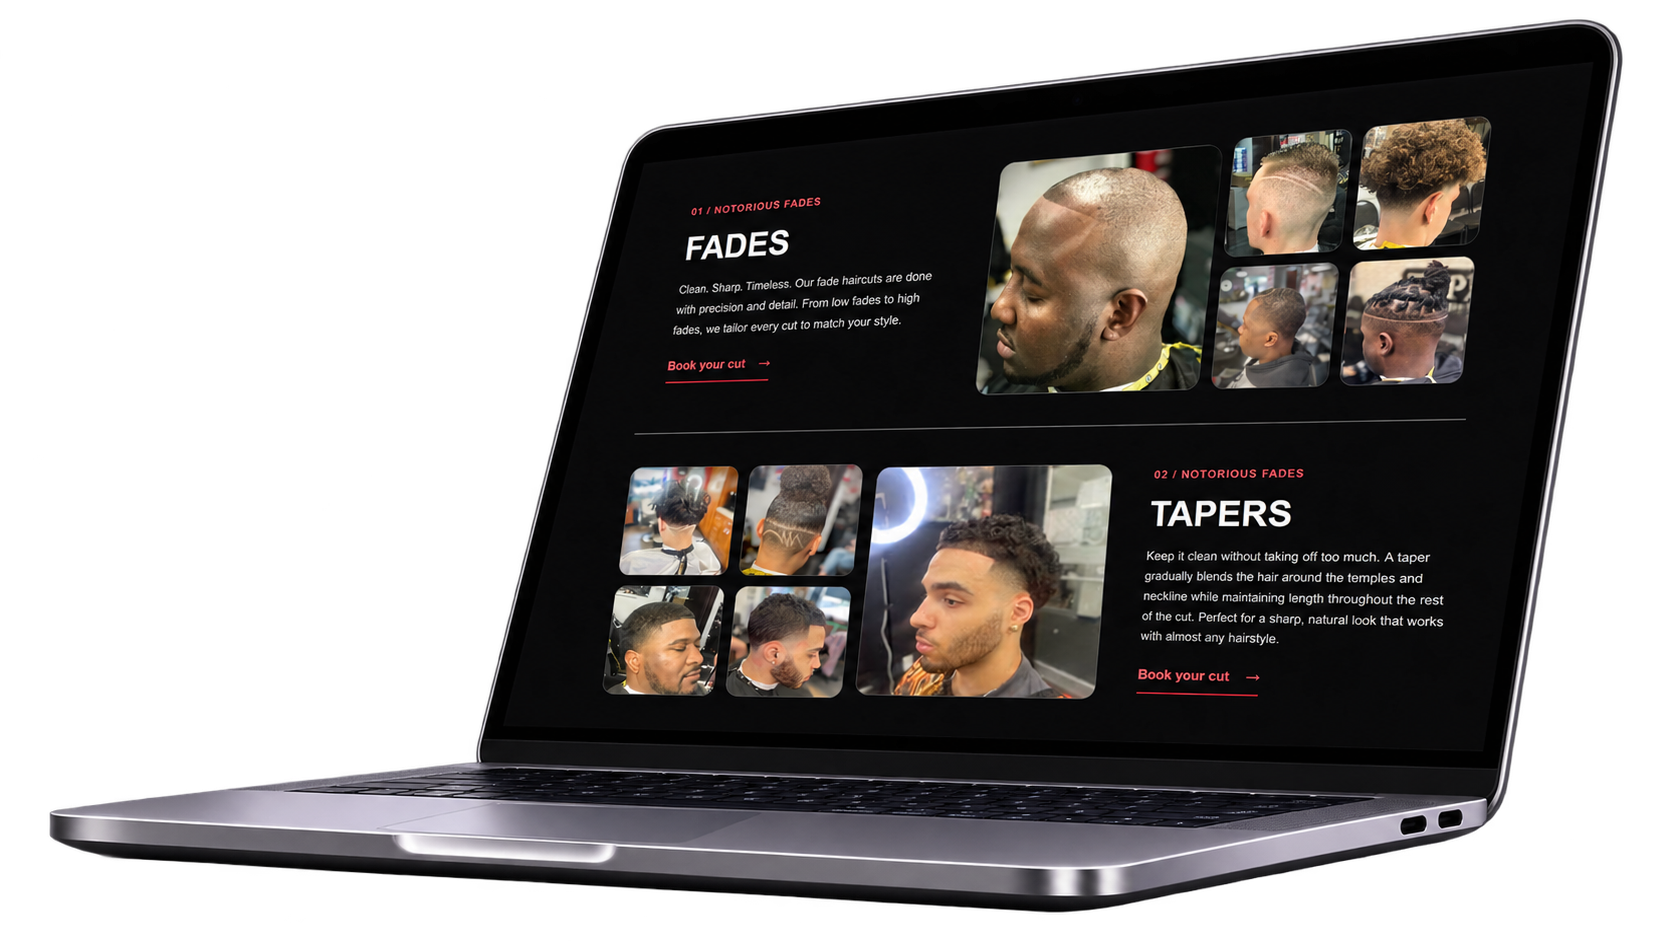 01 / NOTORIOUS FADES
FADES
Clean. Sharp. Timeless. Our fade haircuts are done
with precision and detail. From low fades to high
fades, we tailor every cut to match your style.
Book your cut →
02 / NOTORIOUS FADES
TAPERS
Keep it clean without taking off too much. A taper
gradually blends the hair around the temples and
neckline while maintaining length throughout the rest
of the cut. Perfect for a sharp, natural look that works
with almost any hairstyle.
Book your cut →